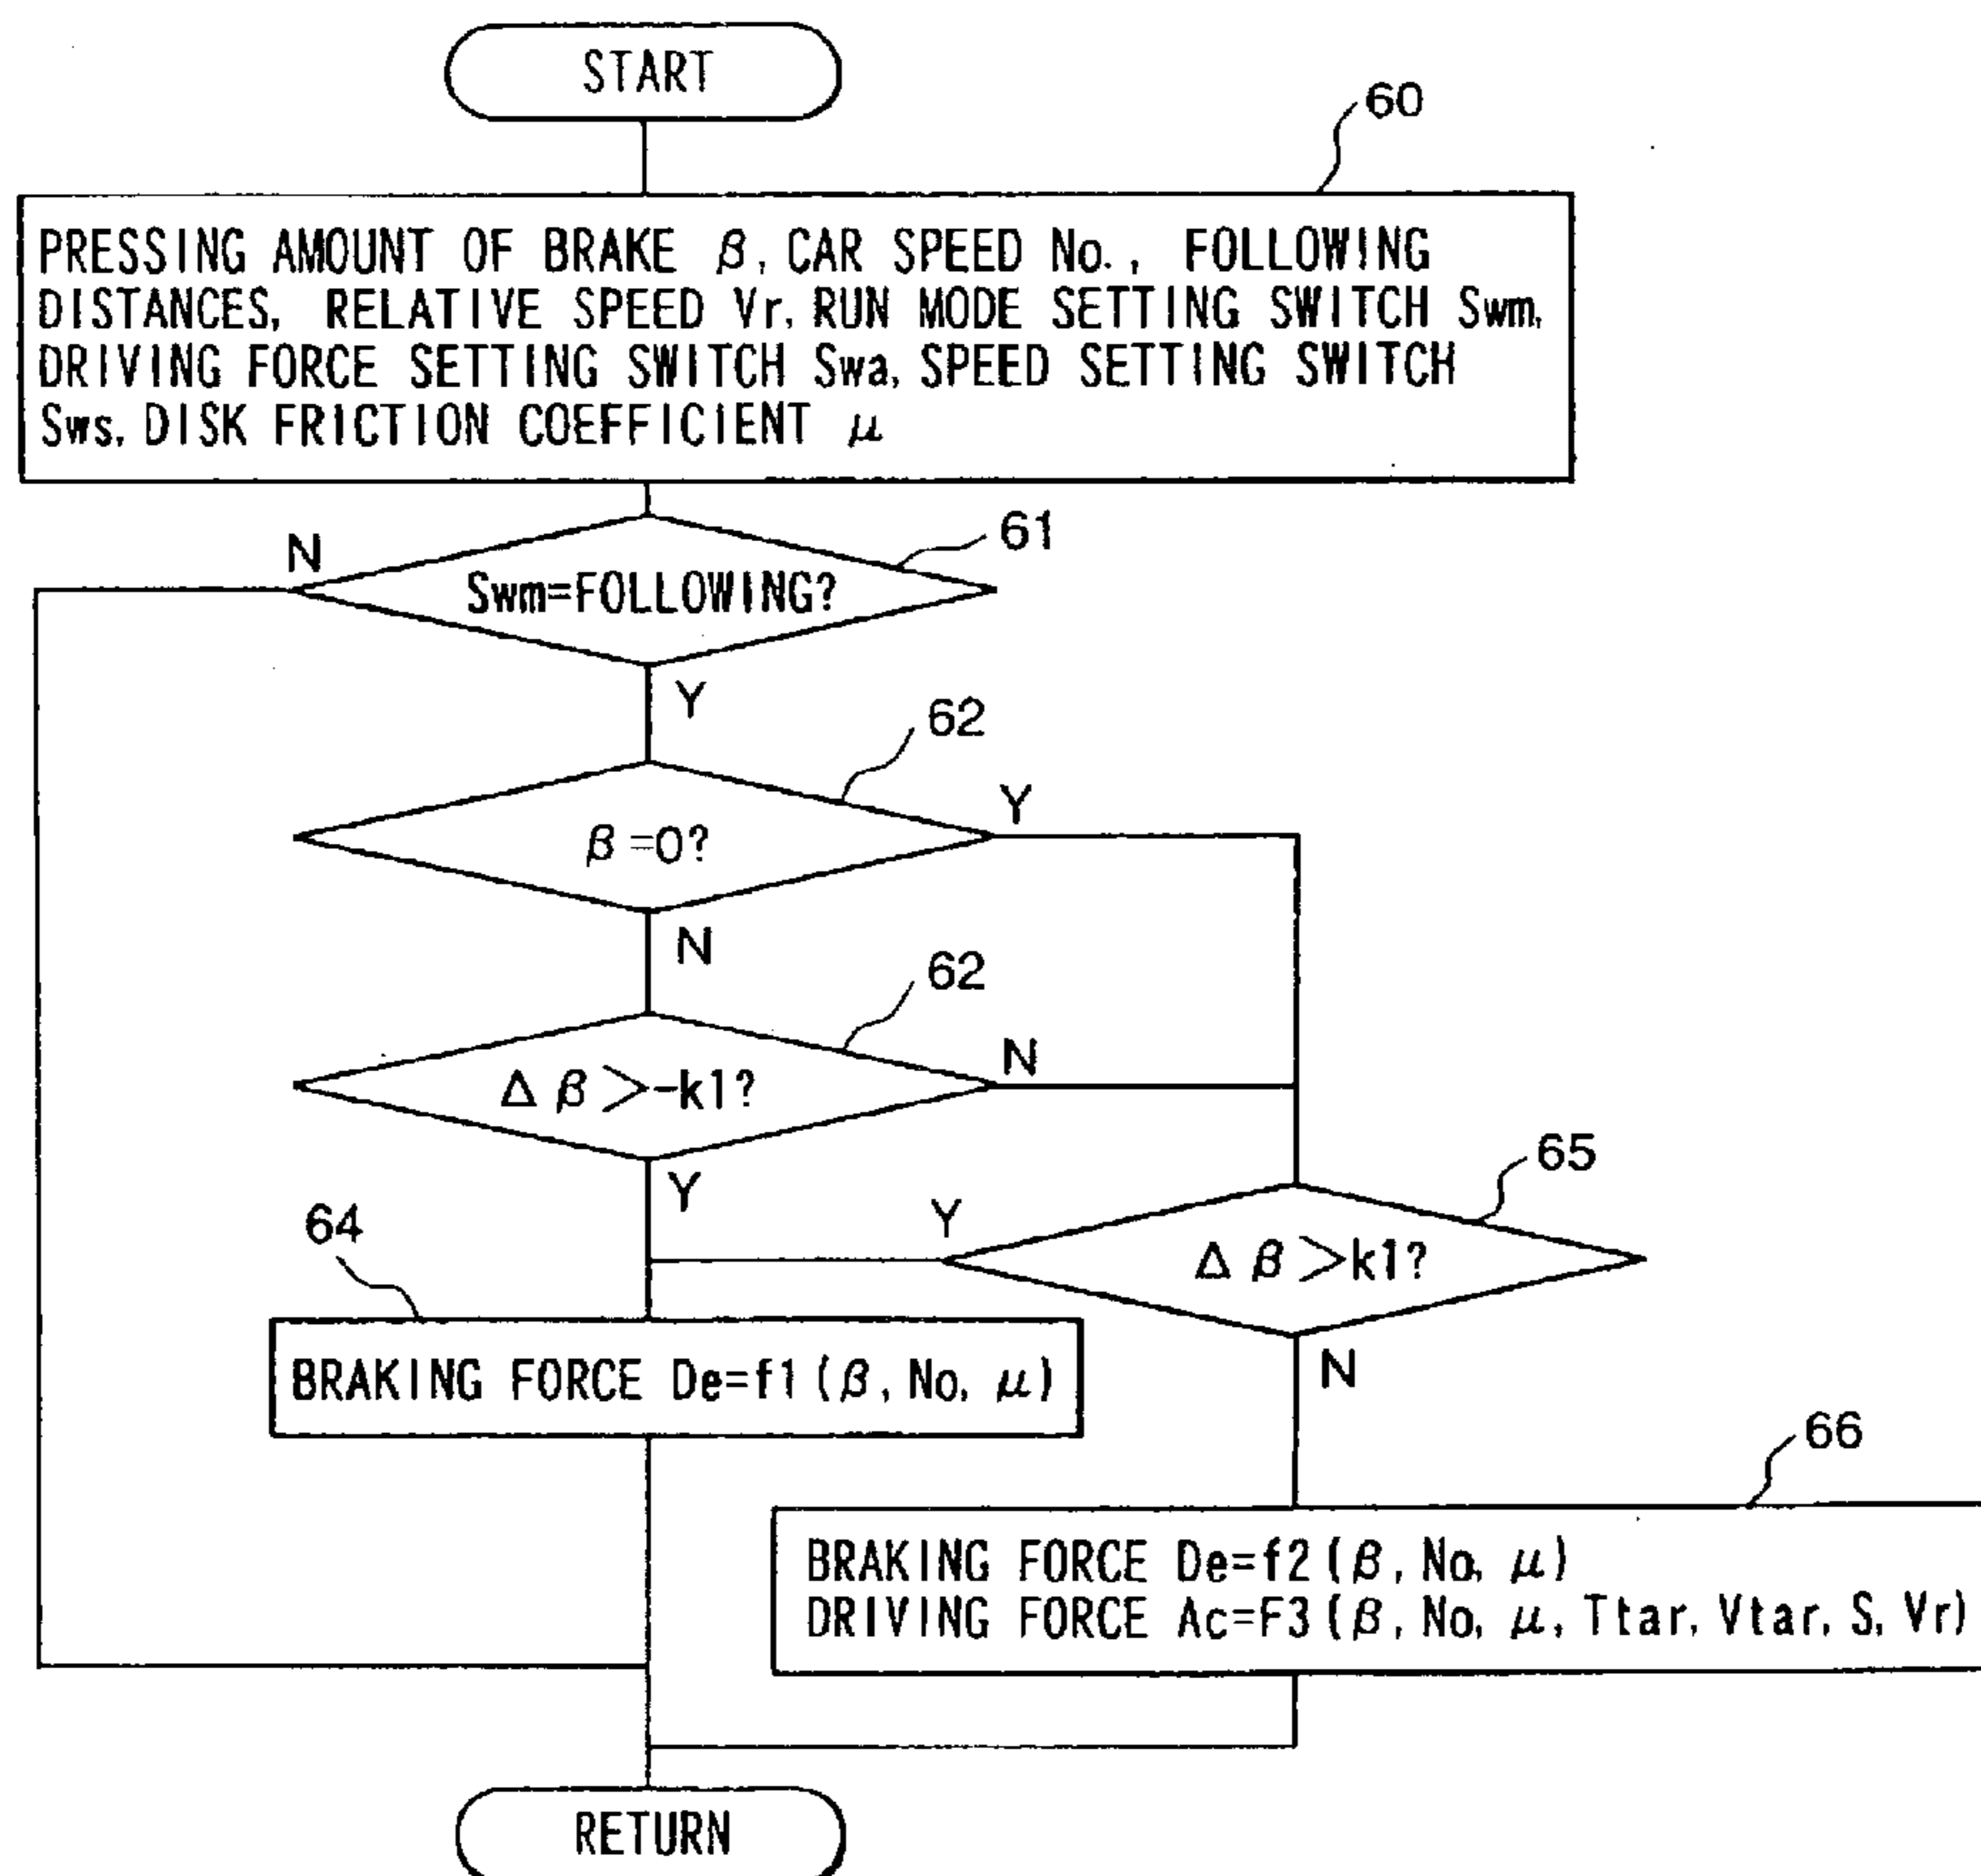 START
60
PRESSING AMOUNT OF BRAKE β, CAR SPEED No., FOLLOWING
DISTANCES, RELATIVE SPEED Vr, RUN MODE SETTING SWITCH Swm,
DRIVING FORCE SETTING SWITCH Swa, SPEED SETTING SWITCH
Sws, DISK FRICTION COEFFICIENT μ
61
N
Swm=FOLLOWING?
Y
62
Y
β=0?
N
62
N
Δβ>-k1?
Y
65
Y
64
Δβ>k1?
N
BRAKING FORCE De=f1(β, No, μ)
66
BRAKING FORCE De=f2(β, No, μ)
DRIVING FORCE Ac=F3(β, No, μ, Ttar, Vtar, S, Vr)
RETURN